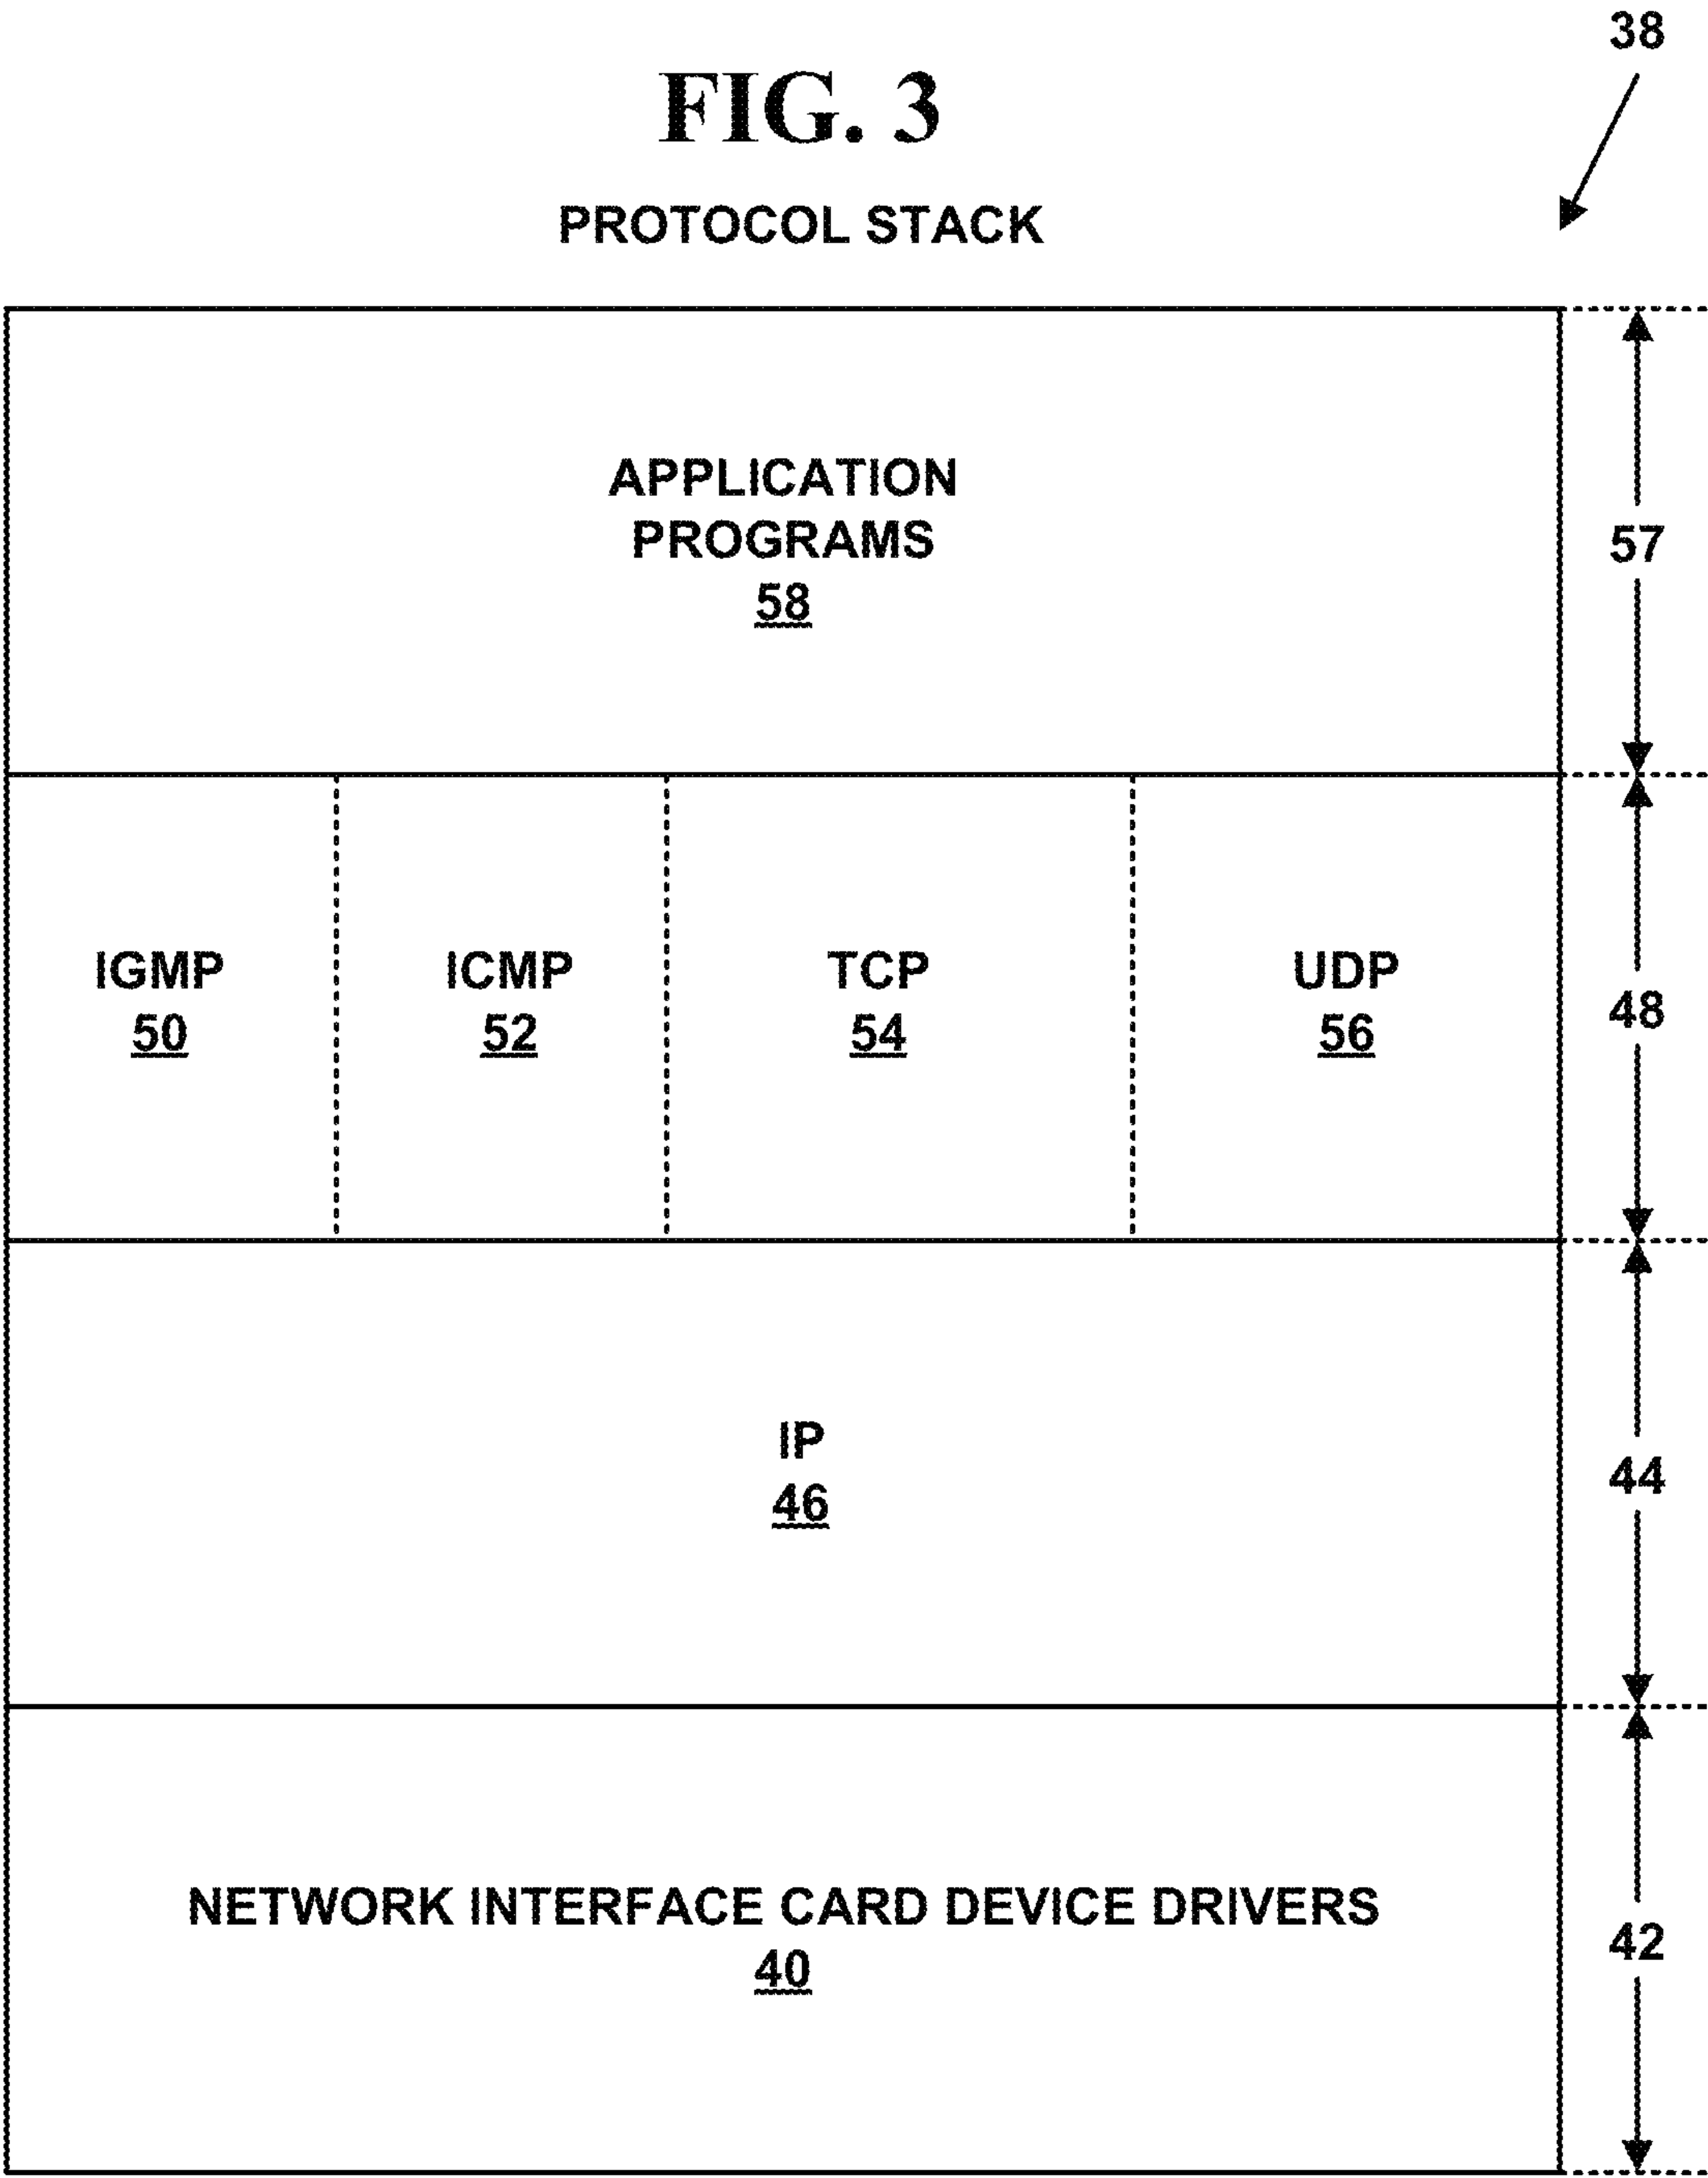 38
FIG. 3
PROTOCOL STACK
APPLICATION
PROGRAMS
58
57
IGMP
50
ICMP
52
TCP
54
UDP
56
48
IP
46
44
NETWORK INTERFACE CARD DEVICE DRIVERS
40
42